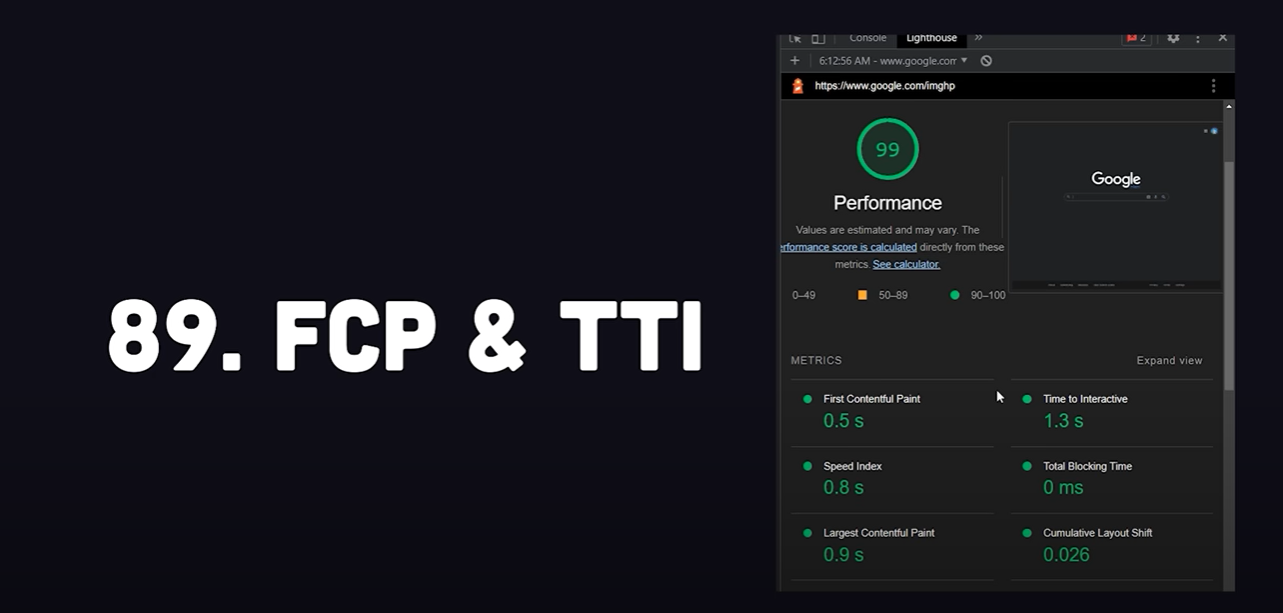 89. FCP & TTI
Console Lighthouse » 2
+ 6:12:56 AM - www.google.com
https://www.google.com/imghp
99
Google
Performance
Values are estimated and may vary. The
erformance score is calculated directly from these
metrics. See calculator.
0–49 50–89 90–100
METRICS Expand view
First Contentful Paint
0.5 s
Time to Interactive
1.3 s
Speed Index
0.8 s
Total Blocking Time
0 ms
Largest Contentful Paint
0.9 s
Cumulative Layout Shift
0.026